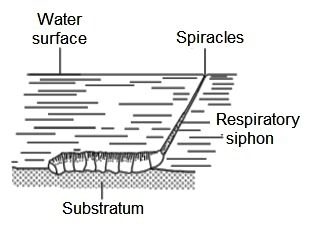 Water
surface
Spiracles
Respiratory
siphon
Substratum